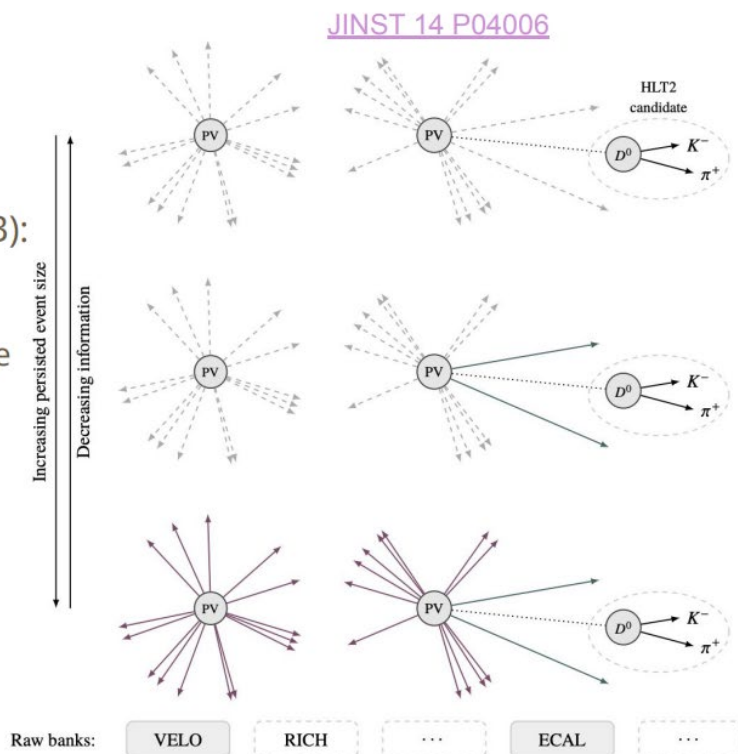 JINST 14 P04006
HLT2
candidate
PV
PV
D⁰
K⁻
π⁺
3):
e
Increasing persisted event size
Decreasing information
PV
PV
D⁰
K⁻
π⁺
PV
PV
D⁰
K⁻
π⁺
Raw banks: VELO RICH ... ECAL ...